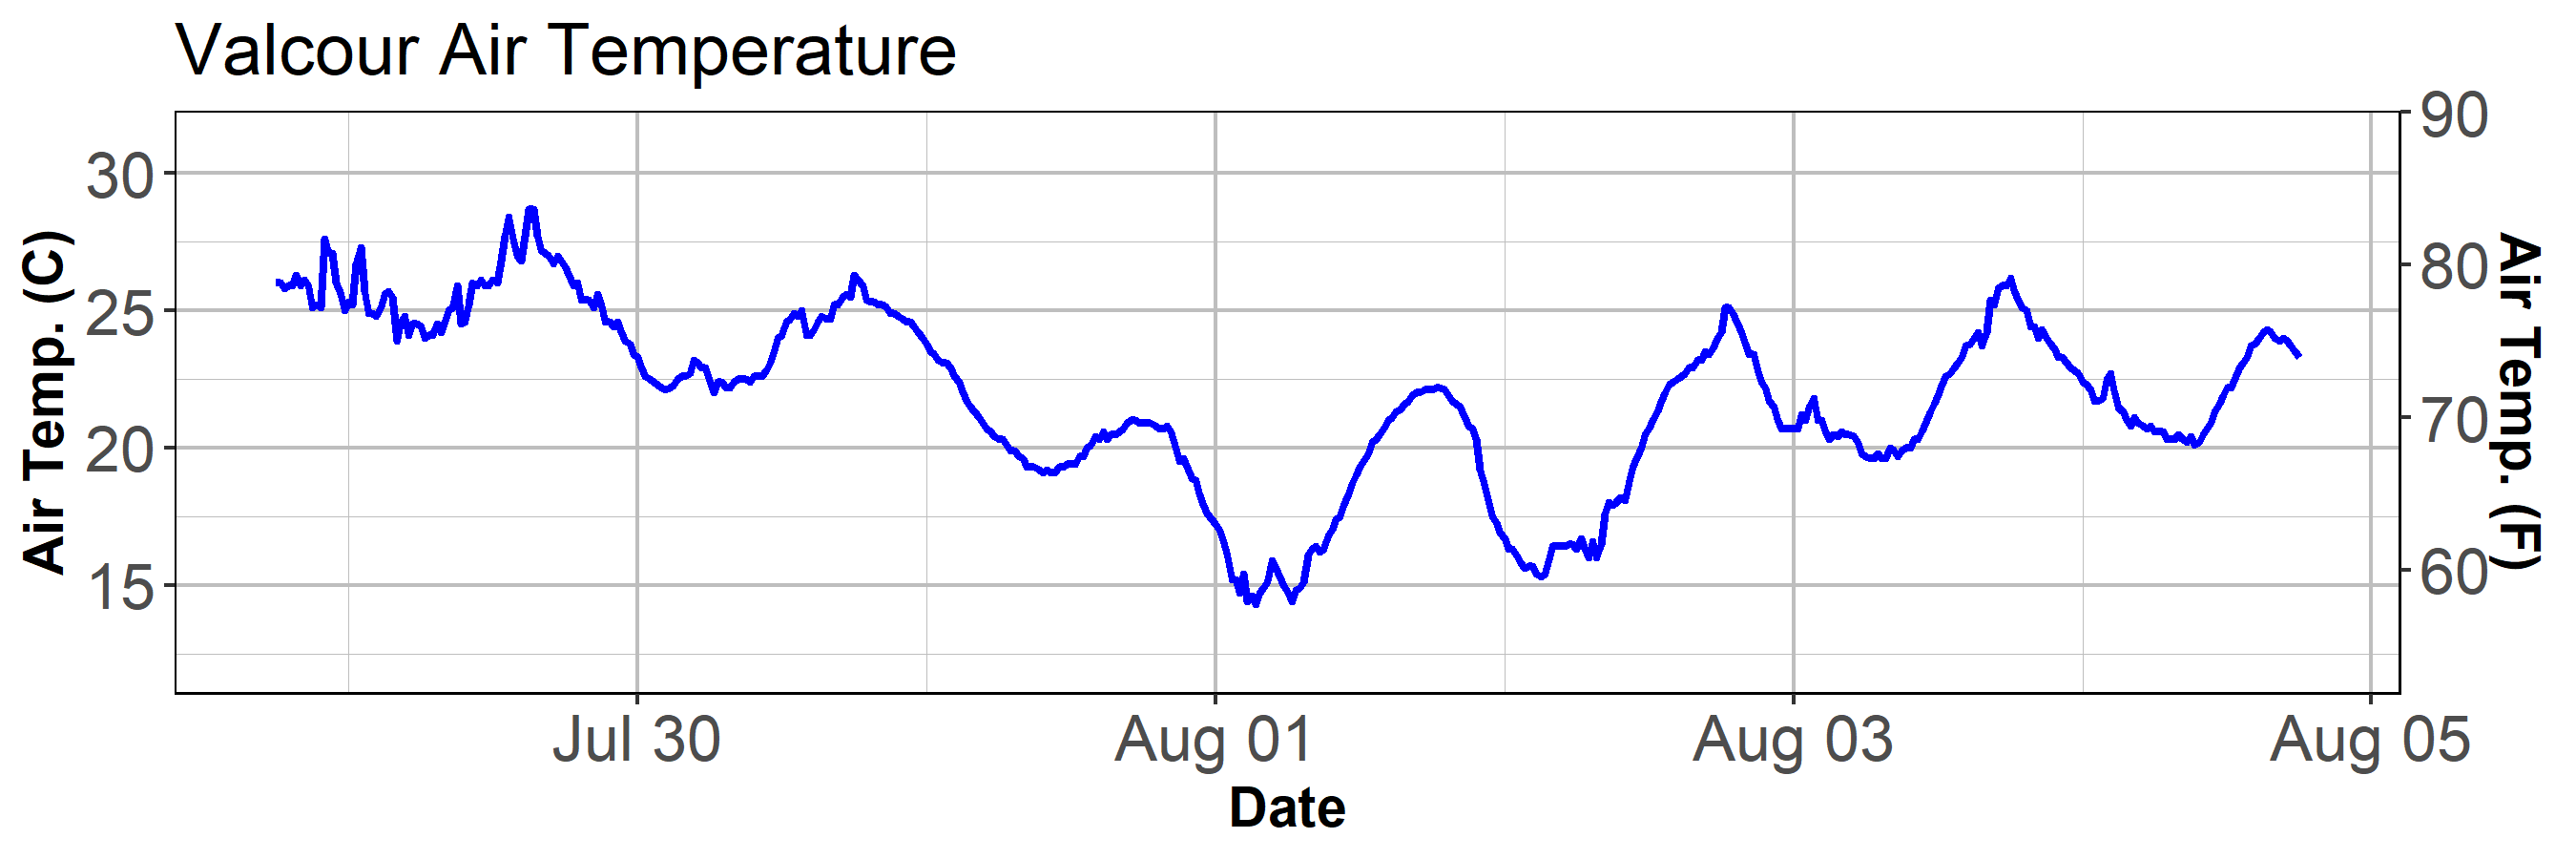 Valcour Air Temperature
Air Temp. (C)
30
25
20
15
90
80
70
60
Air Temp. (F)
Jul 30
Aug 01
Aug 03
Aug 05
Date